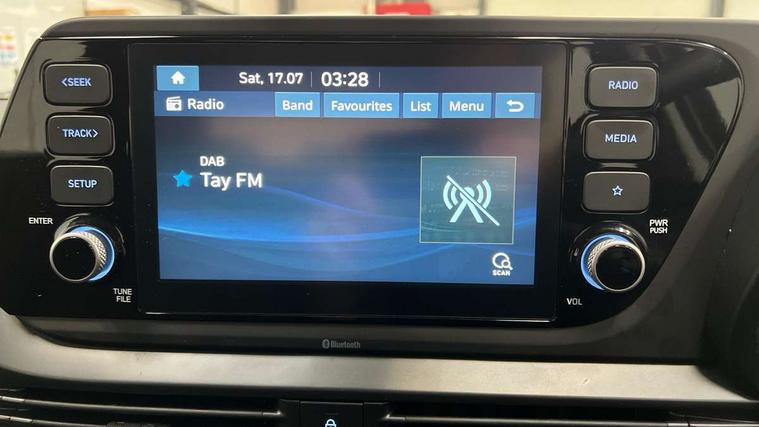 <SEEK
TRACK>
SETUP
ENTER
TUNE
FILE
Sat, 17.07 03:28
Radio Band Favourites List Menu
DAB
Tay FM
SCAN
RADIO
MEDIA
PWR
PUSH
VOL
Bluetooth